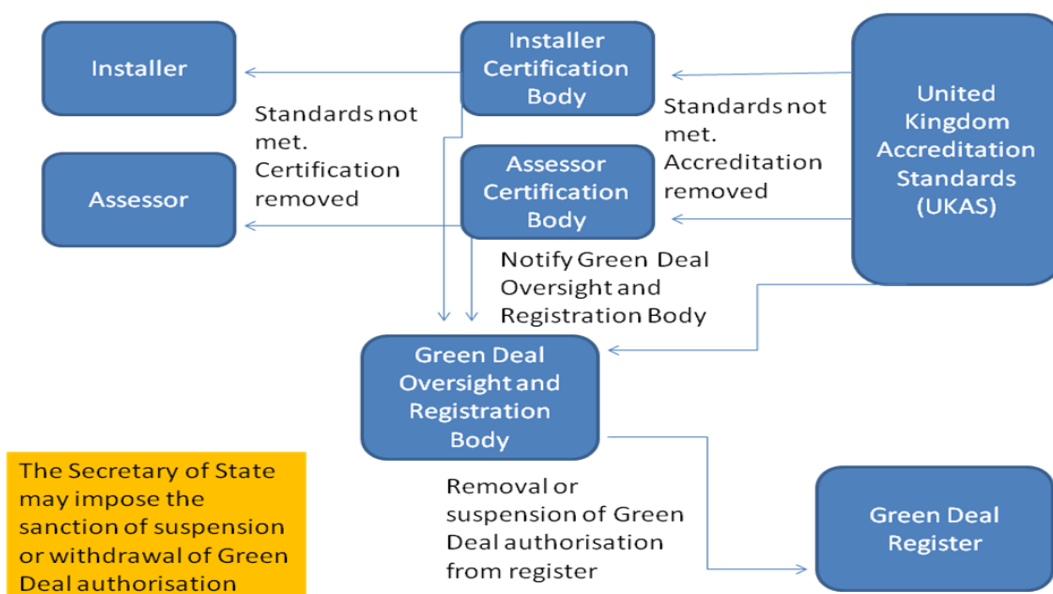 Installer
Installer
Certification
Body
United
Kingdom
Accreditation
Standards
(UKAS)
Standards not
met.
Certification
removed
Standards not
met.
Accreditation
removed
Assessor
Assessor
Certification
Body
Notify Green Deal
Oversight and
Registration Body
Green Deal
Oversight and
Registration
Body
The Secretary of State
may impose the
sanction of suspension
or withdrawal of Green
Deal authorisation
Removal or
suspension of Green
Deal authorisation
from register
Green Deal
Register